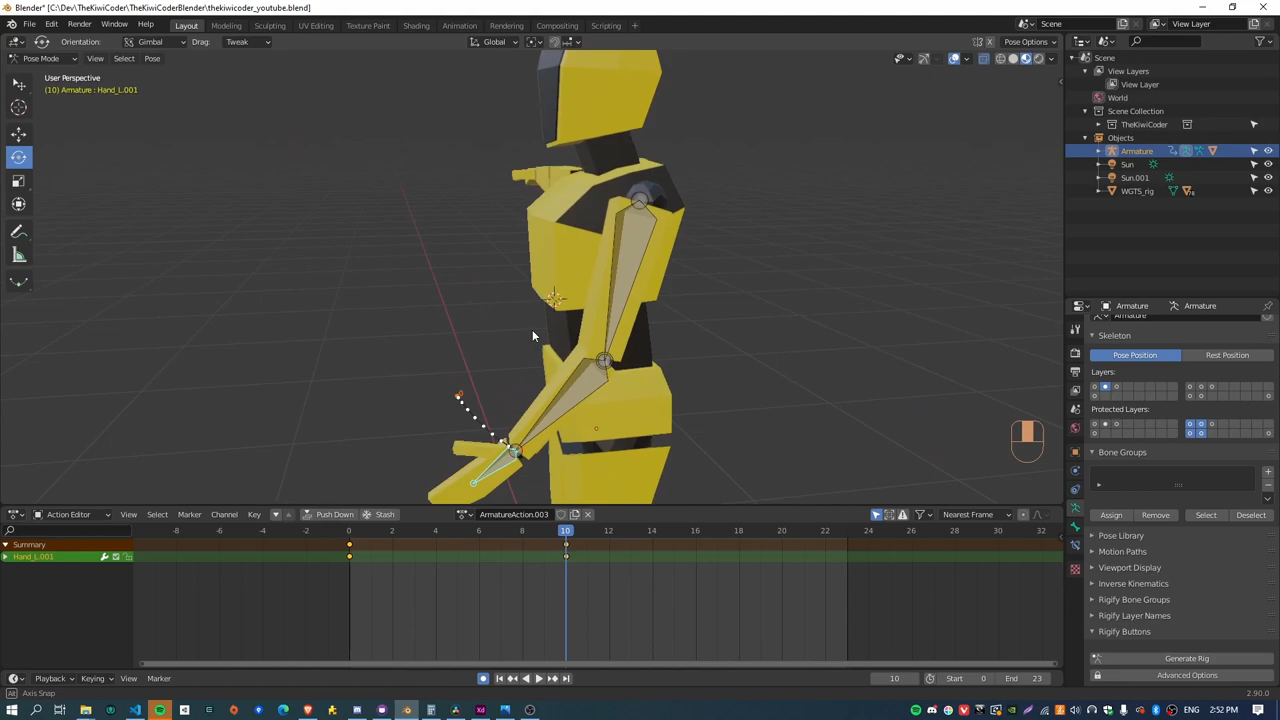 Blender* [C:\Dev\TheKiwiCoderBlender\thekiwicoder_youtube.blend]
File Edit Render Window Help Layout Modeling Sculpting UV Editing Texture Paint Shading Animation Rendering Compositing Scripting Scene View Layer
Orientation: Gimbal Drag: Tweak Global Pose Options
Pose Mode View Select Pose
User Perspective
(10) Armature : Hand_L.001
Scene
View Layers
View Layer
World
Scene Collection
TheKiwiCoder
Objects
Armature
Sun
Sun.001
WGTS_rig
Armature Armature
Armature
Skeleton
Pose Position Rest Position
Layers:
Protected Layers:
Bone Groups
Assign Remove Select Deselect
Pose Library
Motion Paths
Viewport Display
Inverse Kinematics
Rigify Bone Groups
Rigify Layer Names
Rigify Buttons
Generate Rig
Advanced Options
Action Editor View Select Marker Channel Key Push Down Stash ArmatureAction.003 Nearest Frame
-8 -6 -4 -2 0 2 4 6 8 10 12 14 16 18 20 22 24 26 28 30 32
Summary
Hand_L.001
Playback Keying View Marker 10 Start 0 End 23
Alt Axis Snap 2.90.0
2:52 PM